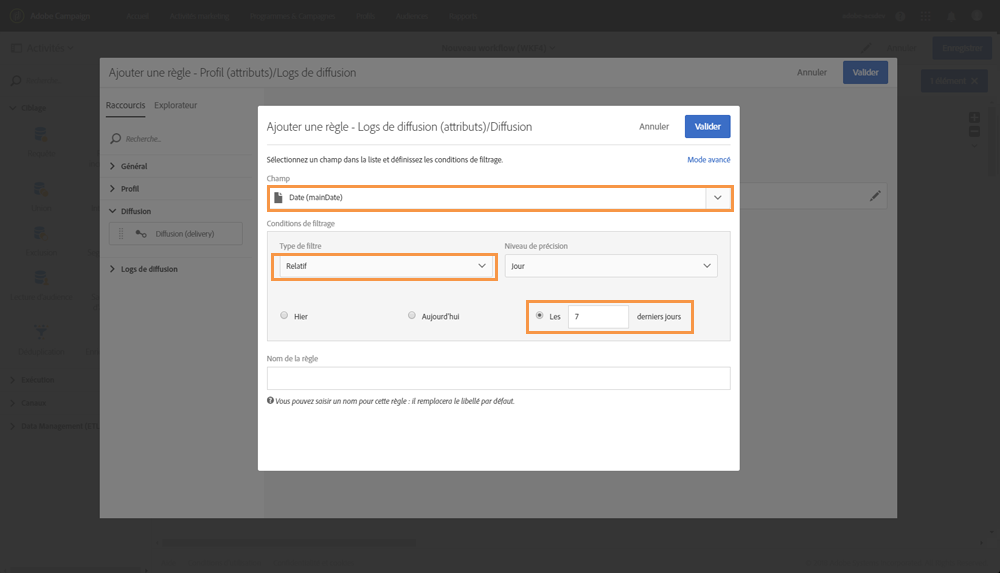 Adobe Campaign
Ajouter une règle - Profil (attributs)/Logs de diffusion
Annuler
Valider
Raccourcis
Explorateur
Recherche...
Général
Profil
Diffusion
Diffusion (delivery)
Logs de diffusion
Ajouter une règle - Logs de diffusion (attributs)/Diffusion
Annuler
Valider
Sélectionnez un champ dans la liste et définissez les conditions de filtrage.
Mode avancé
Champ
Date (mainDate)
Conditions de filtrage
Type de filtre
Niveau de précision
Relatif
Jour
Hier
Aujourd'hui
Les
7
derniers jours
Nom de la règle
Vous pouvez saisir un nom pour cette règle : il remplacera le libellé par défaut.